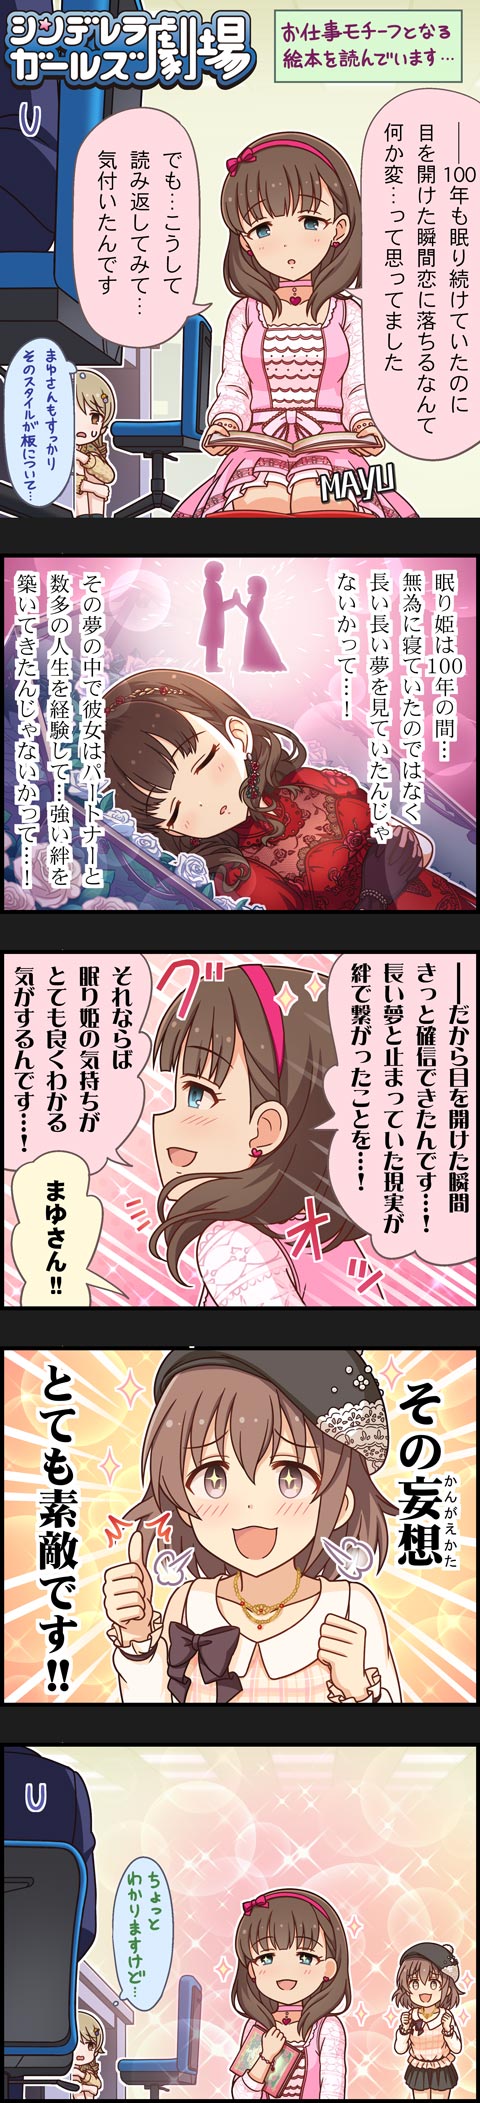 シンデレラ
ガールズ劇場
お仕事モチーフとなる
絵本を読んでいます…
――100年も眠り続けていたのに
目を開けた瞬間恋に落ちるなんて
何か変…って思ってました
でも…こうして
読み返してみて…
気付いたんです
まゆさんもすっかり
そのスタイルが板について…
MAYU
眠り姫は100年の間…
無為に寝ていたのではなく
長い長い夢を見ていたんじゃ
ないかって…！
その夢の中で彼女はパートナーと
数多の人生を経験して…強い絆を
築いてきたんじゃないかって…！
――だから目を開けた瞬間
きっと確信できたんです…！
長い夢と止まっていた現実が
絆で繋がったことを…！
グ
オッ
それならば
眠り姫の気持ちが
とても良くわかる
気がするんです…！
まゆさん!!
その妄想
かんがえかた
とても素敵です!!
ちょっと
わかりますけど…